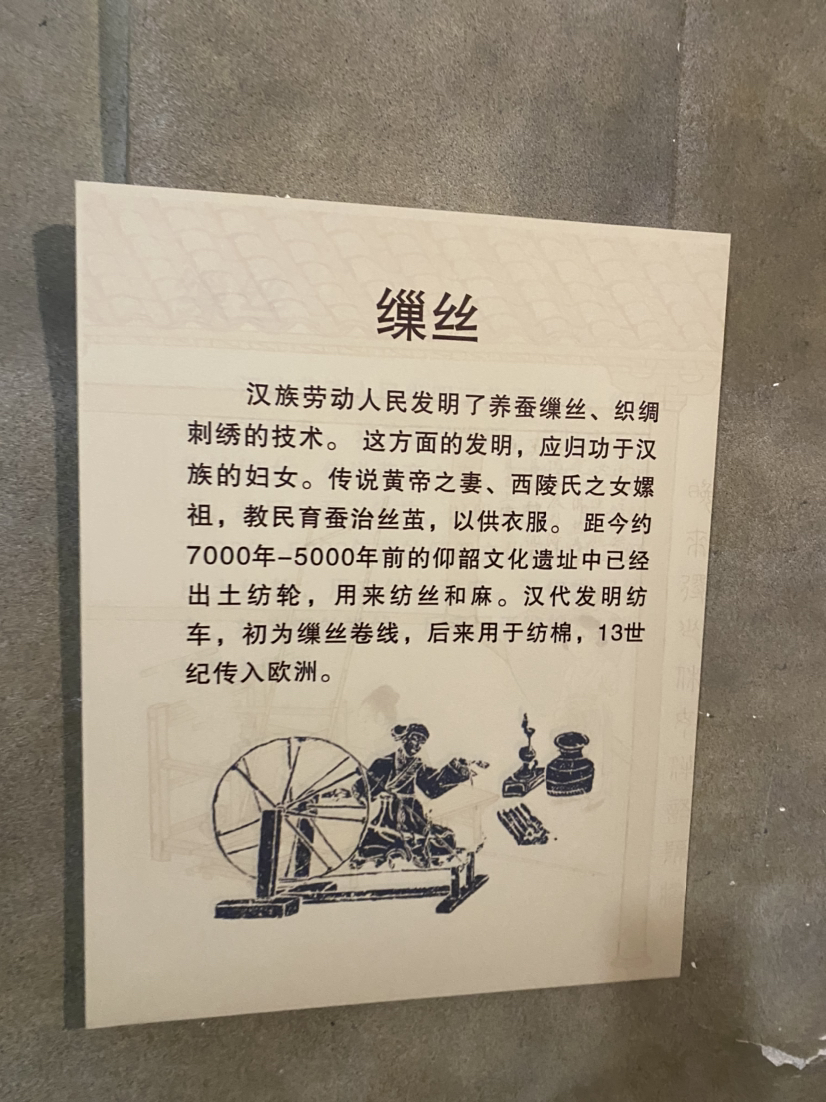 缫丝
汉族劳动人民发明了养蚕缫丝、织绸
刺绣的技术。 这方面的发明，应归功于汉
族的妇女。传说黄帝之妻、西陵氏之女嫘
祖，教民育蚕治丝茧，以供衣服。 距今约
7000年–5000年前的仰韶文化遗址中已经
出土纺轮，用来纺丝和麻。汉代发明纺
车，初为缫丝卷线，后来用于纺棉，13世
纪传入欧洲。